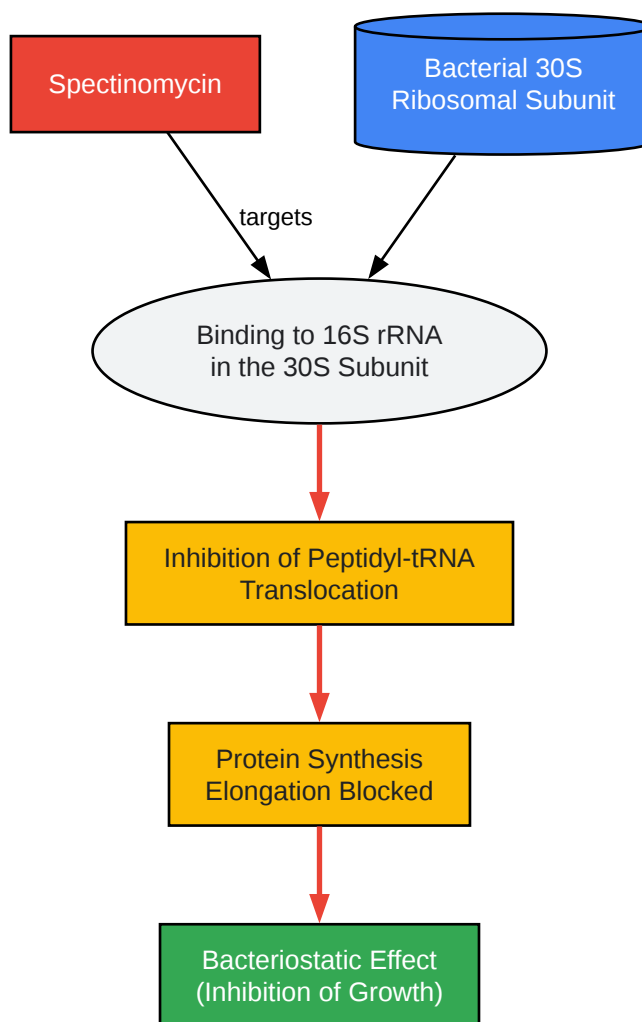 Spectinomycin
Bacterial 30S
Ribosomal Subunit
targets
Binding to 16S rRNA
in the 30S Subunit
Inhibition of Peptidyl-tRNA
Translocation
Protein Synthesis
Elongation Blocked
Bacteriostatic Effect
(Inhibition of Growth)